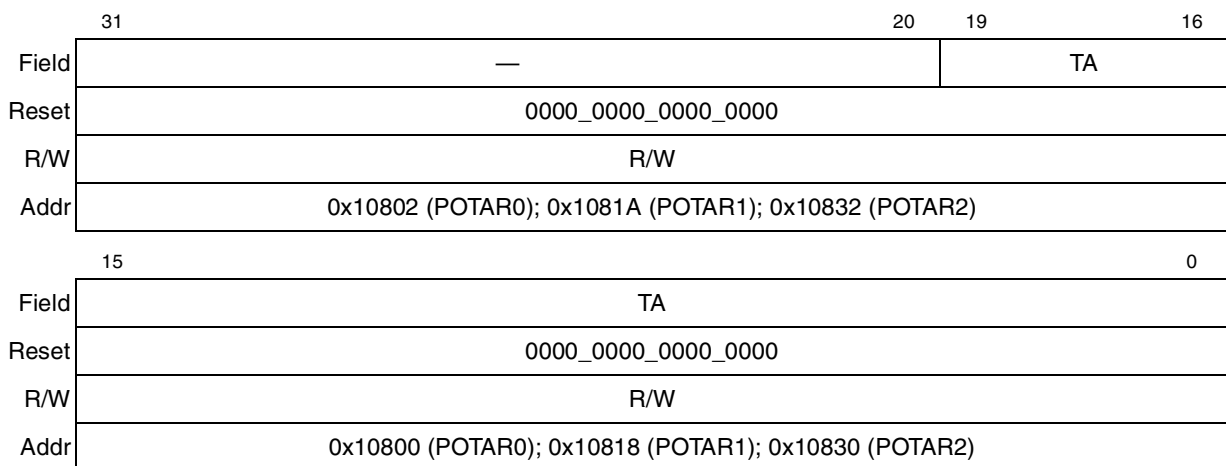 31 20 19 16
Field — TA
Reset 0000_0000_0000_0000
R/W R/W
Addr 0x10802 (POTAR0); 0x1081A (POTAR1); 0x10832 (POTAR2)
15 0
Field TA
Reset 0000_0000_0000_0000
R/W R/W
Addr 0x10800 (POTAR0); 0x10818 (POTAR1); 0x10830 (POTAR2)